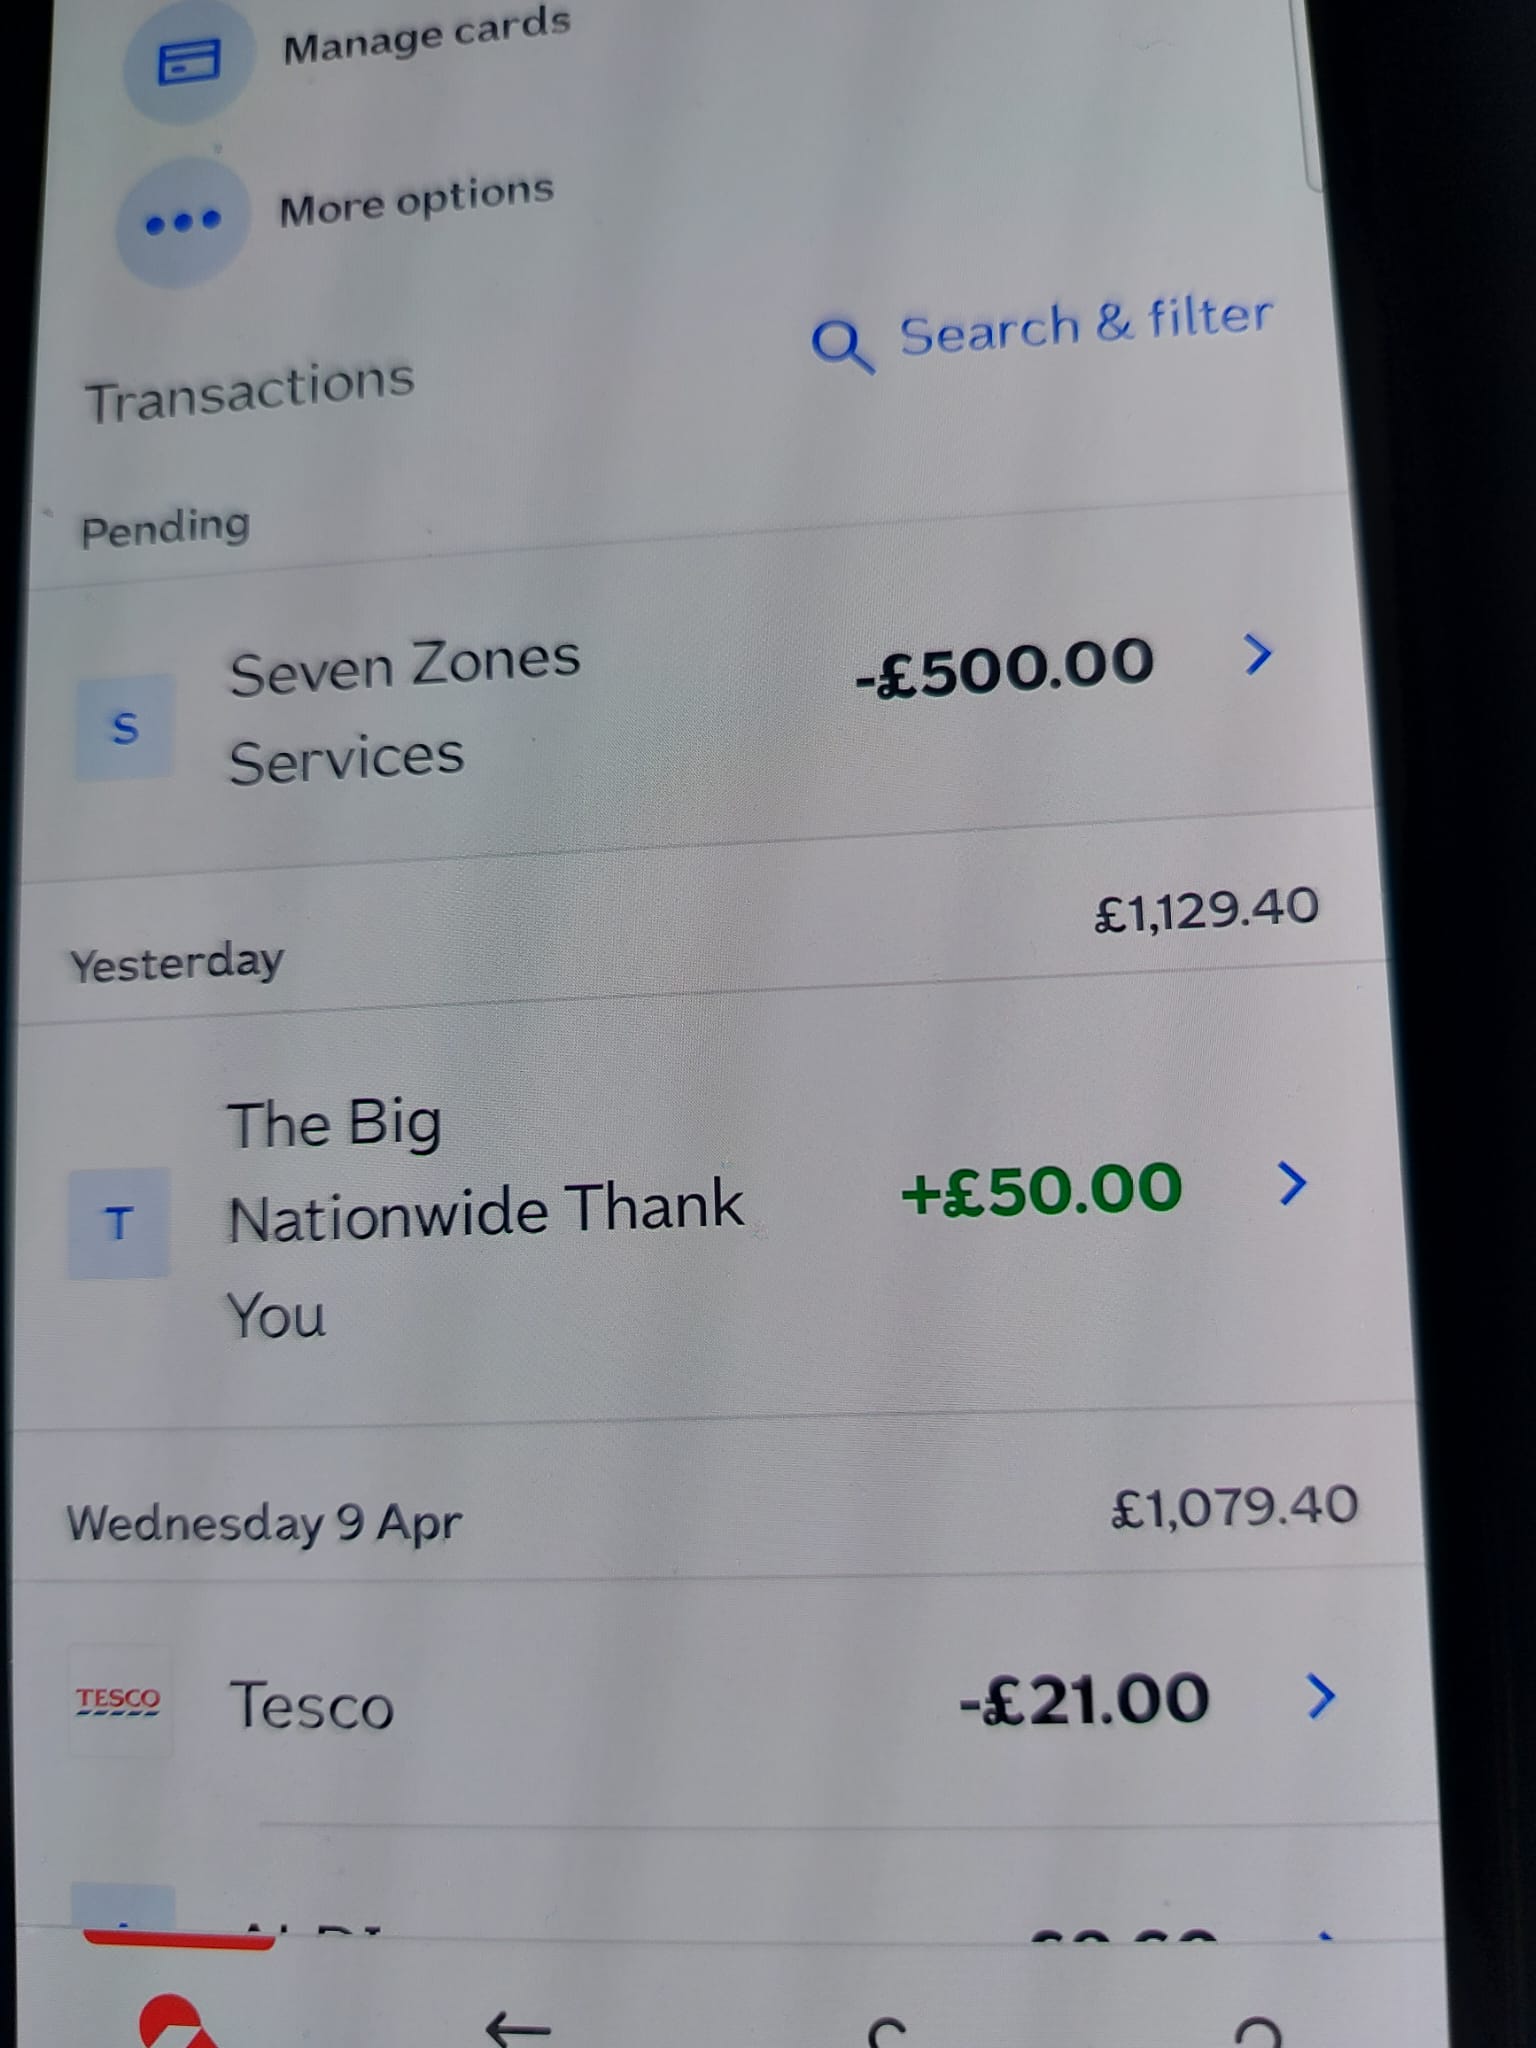 Manage cards
More options
Search & filter
Transactions
Pending
S
Seven Zones
Services
-£500.00
£1,129.40
Yesterday
T
The Big
Nationwide Thank
You
+£50.00
Wednesday 9 Apr
£1,079.40
TESCO
Tesco
-£21.00